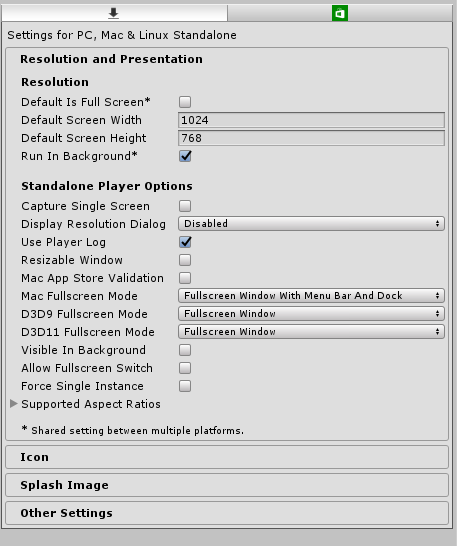 Settings for PC, Mac & Linux Standalone
Resolution and Presentation
Resolution
Default Is Full Screen*
Default Screen Width 1024
Default Screen Height 768
Run In Background*
Standalone Player Options
Capture Single Screen
Display Resolution Dialog Disabled
Use Player Log
Resizable Window
Mac App Store Validation
Mac Fullscreen Mode Fullscreen Window With Menu Bar And Dock
D3D9 Fullscreen Mode Fullscreen Window
D3D11 Fullscreen Mode Fullscreen Window
Visible In Background
Allow Fullscreen Switch
Force Single Instance
Supported Aspect Ratios
* Shared setting between multiple platforms.
Icon
Splash Image
Other Settings